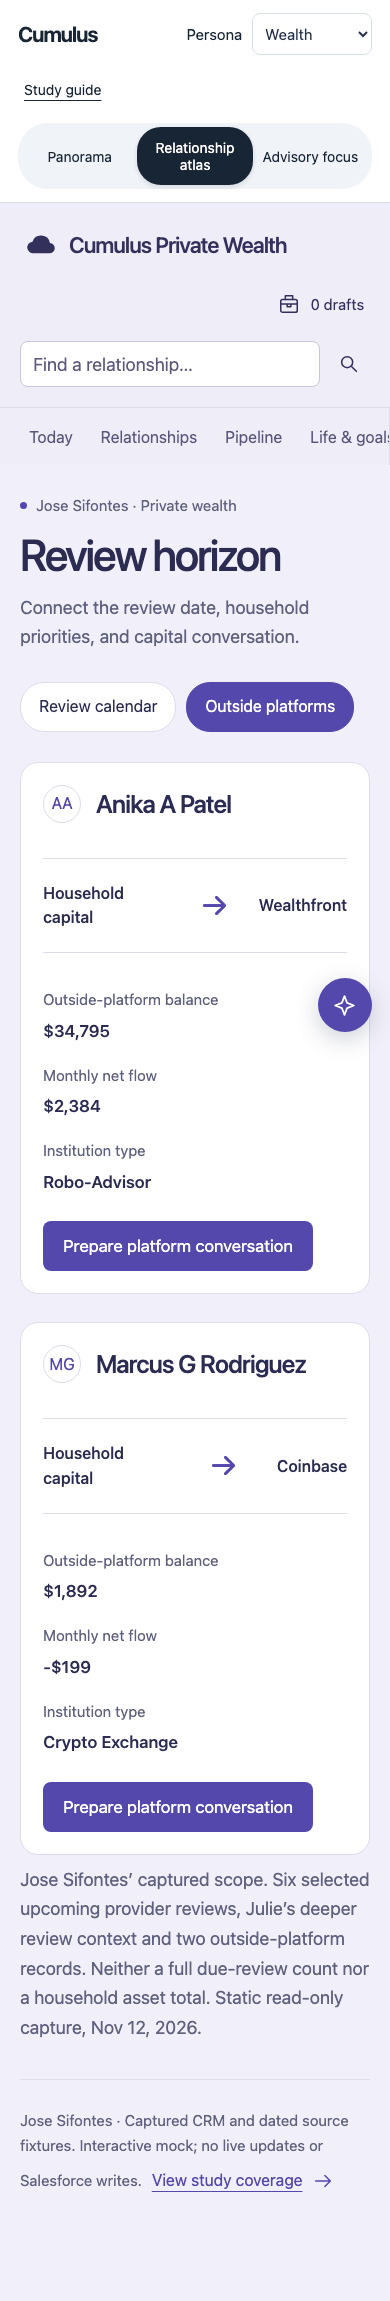 Cumulus
Persona
Wealth
Study guide
Panorama
Relationship
atlas
Advisory focus
Cumulus Private Wealth
0 drafts
Find a relationship...
Today
Relationships
Pipeline
Life & goals
Jose Sifontes · Private wealth
Review horizon
Connect the review date, household
priorities, and capital conversation.
Review calendar
Outside platforms
AA
Anika A Patel
Household
capital
Wealthfront
Outside-platform balance
$34,795
Monthly net flow
$2,384
Institution type
Robo-Advisor
Prepare platform conversation
MG
Marcus G Rodriguez
Household
capital
Coinbase
Outside-platform balance
$1,892
Monthly net flow
-$199
Institution type
Crypto Exchange
Prepare platform conversation
Jose Sifontes’ captured scope. Six selected
upcoming provider reviews, Julie’s deeper
review context and two outside-platform
records. Neither a full due-review count nor
a household asset total. Static read-only
capture, Nov 12, 2026.
Jose Sifontes · Captured CRM and dated source
fixtures. Interactive mock; no live updates or
Salesforce writes. View study coverage